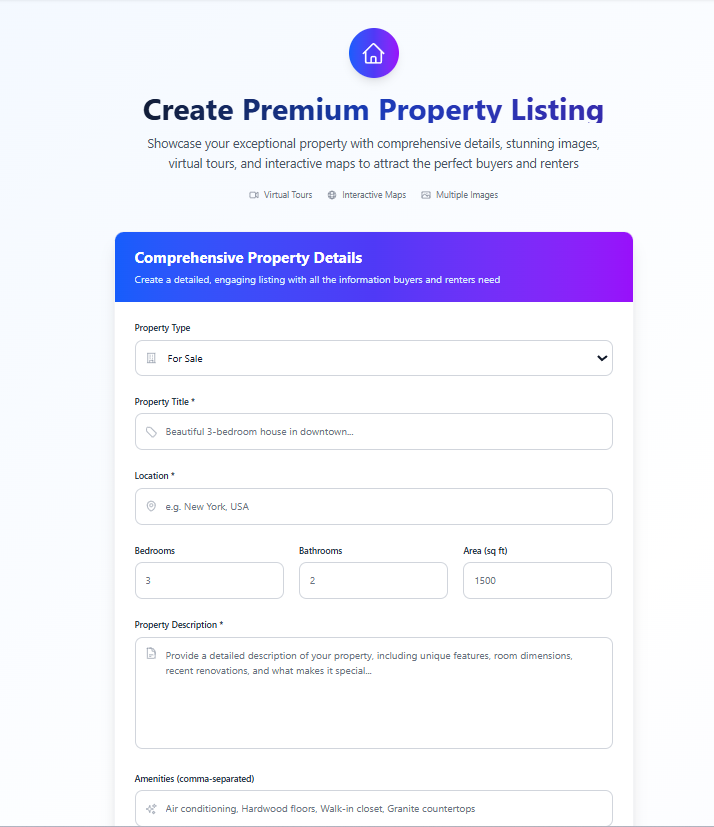 Create Premium Property Listing
Showcase your exceptional property with comprehensive details, stunning images,
virtual tours, and interactive maps to attract the perfect buyers and renters
Virtual Tours Interactive Maps Multiple Images
Comprehensive Property Details
Create a detailed, engaging listing with all the information buyers and renters need
Property Type
For Sale
Property Title *
Beautiful 3-bedroom house in downtown...
Location *
e.g. New York, USA
Bedrooms Bathrooms Area (sq ft)
3 2 1500
Property Description *
Provide a detailed description of your property, including unique features, room dimensions,
recent renovations, and what makes it special...
Amenities (comma-separated)
Air conditioning, Hardwood floors, Walk-in closet, Granite countertops